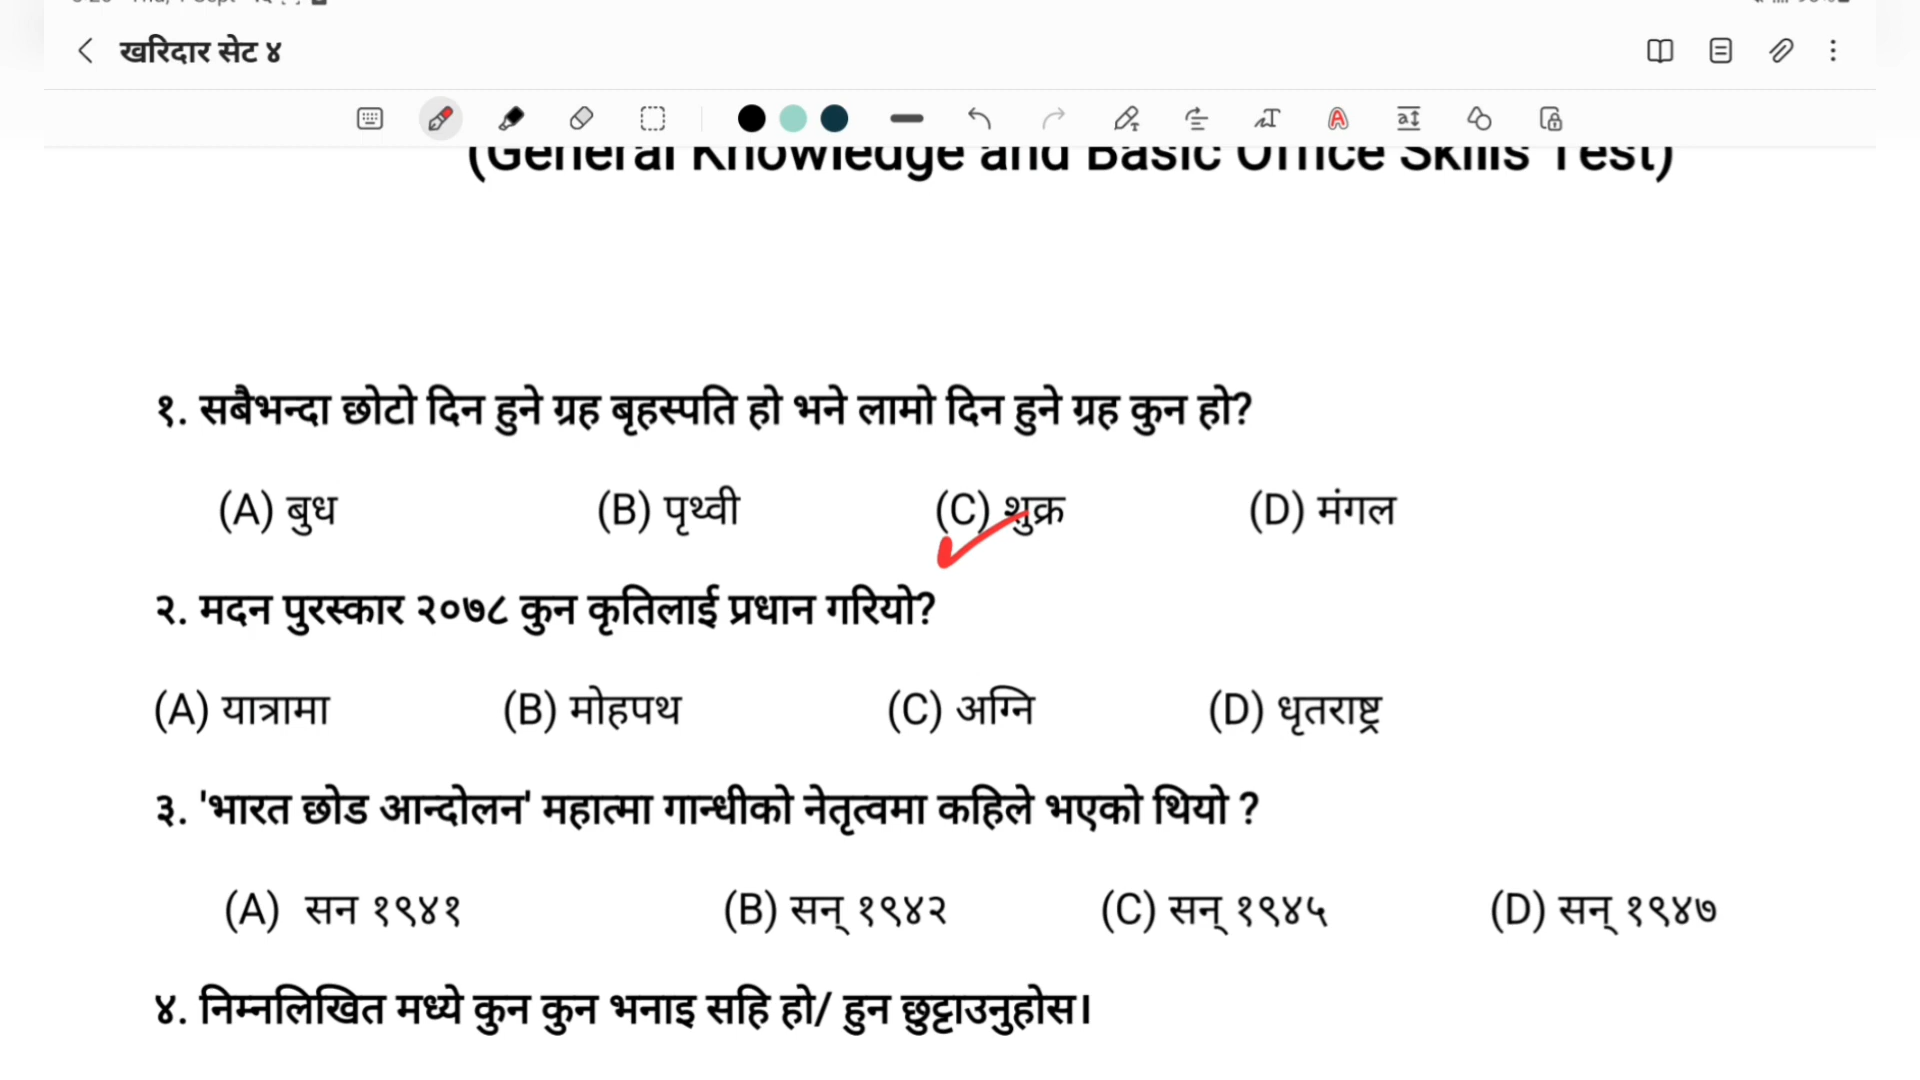 खरिदार सेट ४
(General Knowledge and Basic Office Skills Test)
१. सबैभन्दा छोटो दिन हुने ग्रह बृहस्पति हो भने लामो दिन हुने ग्रह कुन हो?
(A) बुध (B) पृथ्वी (C) शुक्र (D) मंगल
२. मदन पुरस्कार २०७८ कुन कृतिलाई प्रधान गरियो?
(A) यात्रामा (B) मोहपथ (C) अग्नि (D) धृतराष्ट्र
३. 'भारत छोड आन्दोलन' महात्मा गान्धीको नेतृत्वमा कहिले भएको थियो ?
(A) सन १९४१ (B) सन् १९४२ (C) सन् १९४५ (D) सन् १९४७
४. निम्नलिखित मध्ये कुन कुन भनाइ सहि हो/ हुन छुट्टाउनुहोस।